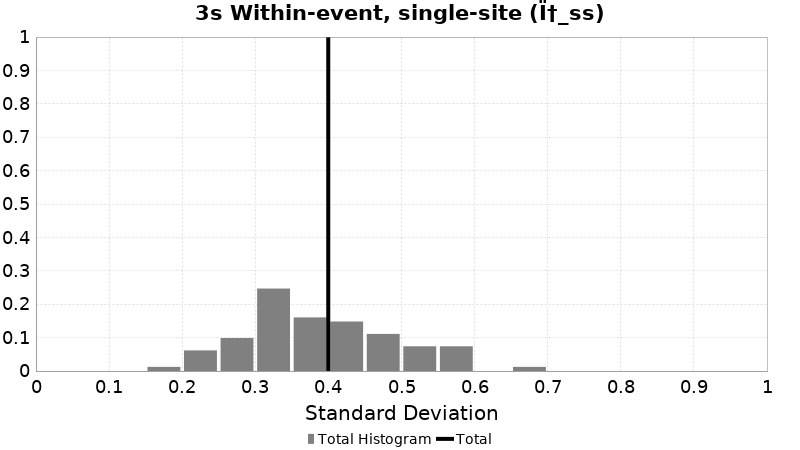 3s Within-event, single-site (Ï†_ss)
1
0.9
0.8
0.7
0.6
0.5
0.4
0.3
0.2
0.1
0
0 0.1 0.2 0.3 0.4 0.5 0.6 0.7 0.8 0.9 1
Standard Deviation
Total Histogram Total